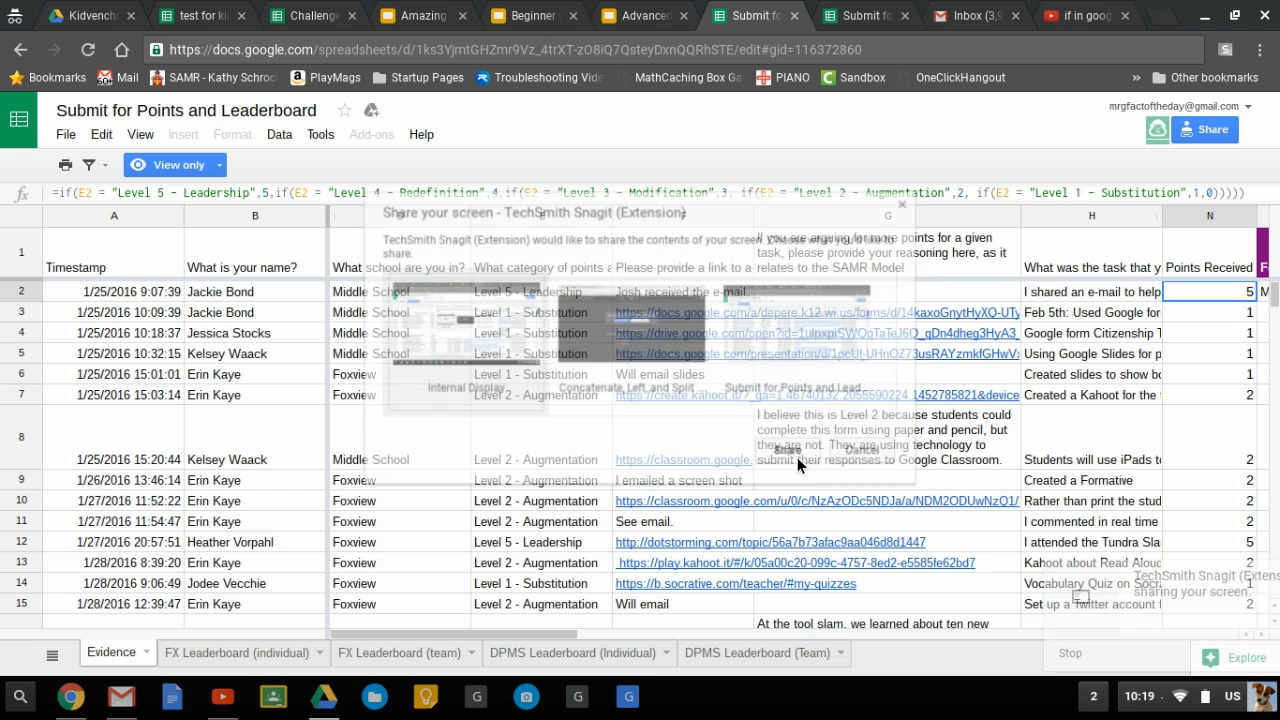 Kidvench
test for ki
Challenge
Amazing
Beginner
Advanced
Submit fo
Submit fo
Inbox (3,9
if in goog
https://docs.google.com/spreadsheets/d/1ks3YjmtGHZmr9Vz_4trXT-zO8iQ7QsteyDxnQQRhSTE/edit#gid=116372860
Bookmarks
Mail
SAMR - Kathy Schroc
PlayMags
Startup Pages
Troubleshooting Vide
MathCaching Box Ga
PIANO
Sandbox
OneClickHangout
»
Other bookmarks
Submit for Points and Leaderboard
mrgfactoftheday@gmail.com
File Edit View Insert Format Data Tools Add-ons Help
Share
View only
fx =if(E2 = "Level 5 - Leadership",5,if(E2 = "Level 4 - Redefinition",4,if(E2 = "Level 3 - Modification",3, if(E2 = "Level 2 - Augmentation",2, if(E2 = "Level 1 - Substitution",1,0)))))
A B D E F G H N
Share your screen - TechSmith Snagit (Extension)
TechSmith Snagit (Extension) would like to share the contents of your screen. Choose what you'd like to share.
Internal Display
Concatenate, Left, and Split
Submit for Points and Lead...
Share
Cancel
1 Timestamp What is your name? What school are you in? What category of points a Please provide a link to a
If you are arguing for more points for a given
task, please provide your reasoning here, as it
relates to the SAMR Model
What was the task that y Points Received
2 1/25/2016 9:07:39 Jackie Bond Middle School Level 5 - Leadership Josh received the e-mail. I shared an e-mail to help 5 M
3 1/25/2016 10:09:39 Jackie Bond Middle School Level 1 - Substitution https://docs.google.com/a/depere.k12.wi.us/forms/d/14kaxoGnytHyXQ-UTy Feb 5th: Used Google for 1
4 1/25/2016 10:18:37 Jessica Stocks Middle School Level 1 - Substitution https://drive.google.com/open?id=1ulpxpiSWOgTaTeJ6Q_qDn4dheg3HyA3_ Google form Citizenship T 1
5 1/25/2016 10:32:15 Kelsey Waack Middle School Level 1 - Substitution https://docs.google.com/presentation/d/1pcUf-UHnOZ73usRAYzmkfGHwVx Using Google Slides for p 1
6 1/25/2016 15:01:01 Erin Kaye Foxview Level 1 - Substitution Will email slides Created slides to show bo 1
7 1/25/2016 15:03:14 Erin Kaye Foxview Level 2 - Augmentation https://create.kahoot.it/?_ga=1.46740132.2055590224.1452785821&device Created a Kahoot for the 2
I believe this is Level 2 because students could
complete this form using paper and pencil, but
they are not. They are using technology to
submit their responses to Google Classroom.
8 1/25/2016 15:20:44 Kelsey Waack Middle School Level 2 - Augmentation https://classroom.google. Students will use iPads to 2
9 1/26/2016 13:46:14 Erin Kaye Foxview Level 2 - Augmentation I emailed a screen shot Created a Formative 2
10 1/27/2016 11:52:22 Erin Kaye Foxview Level 2 - Augmentation https://classroom.google.com/u/0/c/NzAzODc5NDJa/a/NDM2ODUwNzQ1/ Rather than print the stud 2
11 1/27/2016 11:54:47 Erin Kaye Foxview Level 2 - Augmentation See email. I commented in real time 2
12 1/27/2016 20:57:51 Heather Vorpahl Foxview Level 5 - Leadership http://dotstorming.com/topic/56a7b73afac9aa046d8d1447 I attended the Tundra Sla 5
13 1/28/2016 8:39:20 Erin Kaye Foxview Level 2 - Augmentation https://play.kahoot.it/#/k/05a00c20-099c-4757-8ed2-e5585fe62bd7 Kahoot about Read Aloud 2
14 1/28/2016 9:06:49 Jodee Vecchie Foxview Level 1 - Substitution https://b.socrative.com/teacher/#my-quizzes Vocabulary Quiz on Socra 1
15 1/28/2016 12:39:47 Erin Kaye Foxview Level 2 - Augmentation Will email Set up a Twitter account 2
At the tool slam, we learned about ten new
TechSmith Snagit (Extens
sharing your screen.
Stop
Explore
Evidence FX Leaderboard (individual) FX Leaderboard (team) DPMS Leaderboard (Individual) DPMS Leaderboard (Team)
2 10:19 US